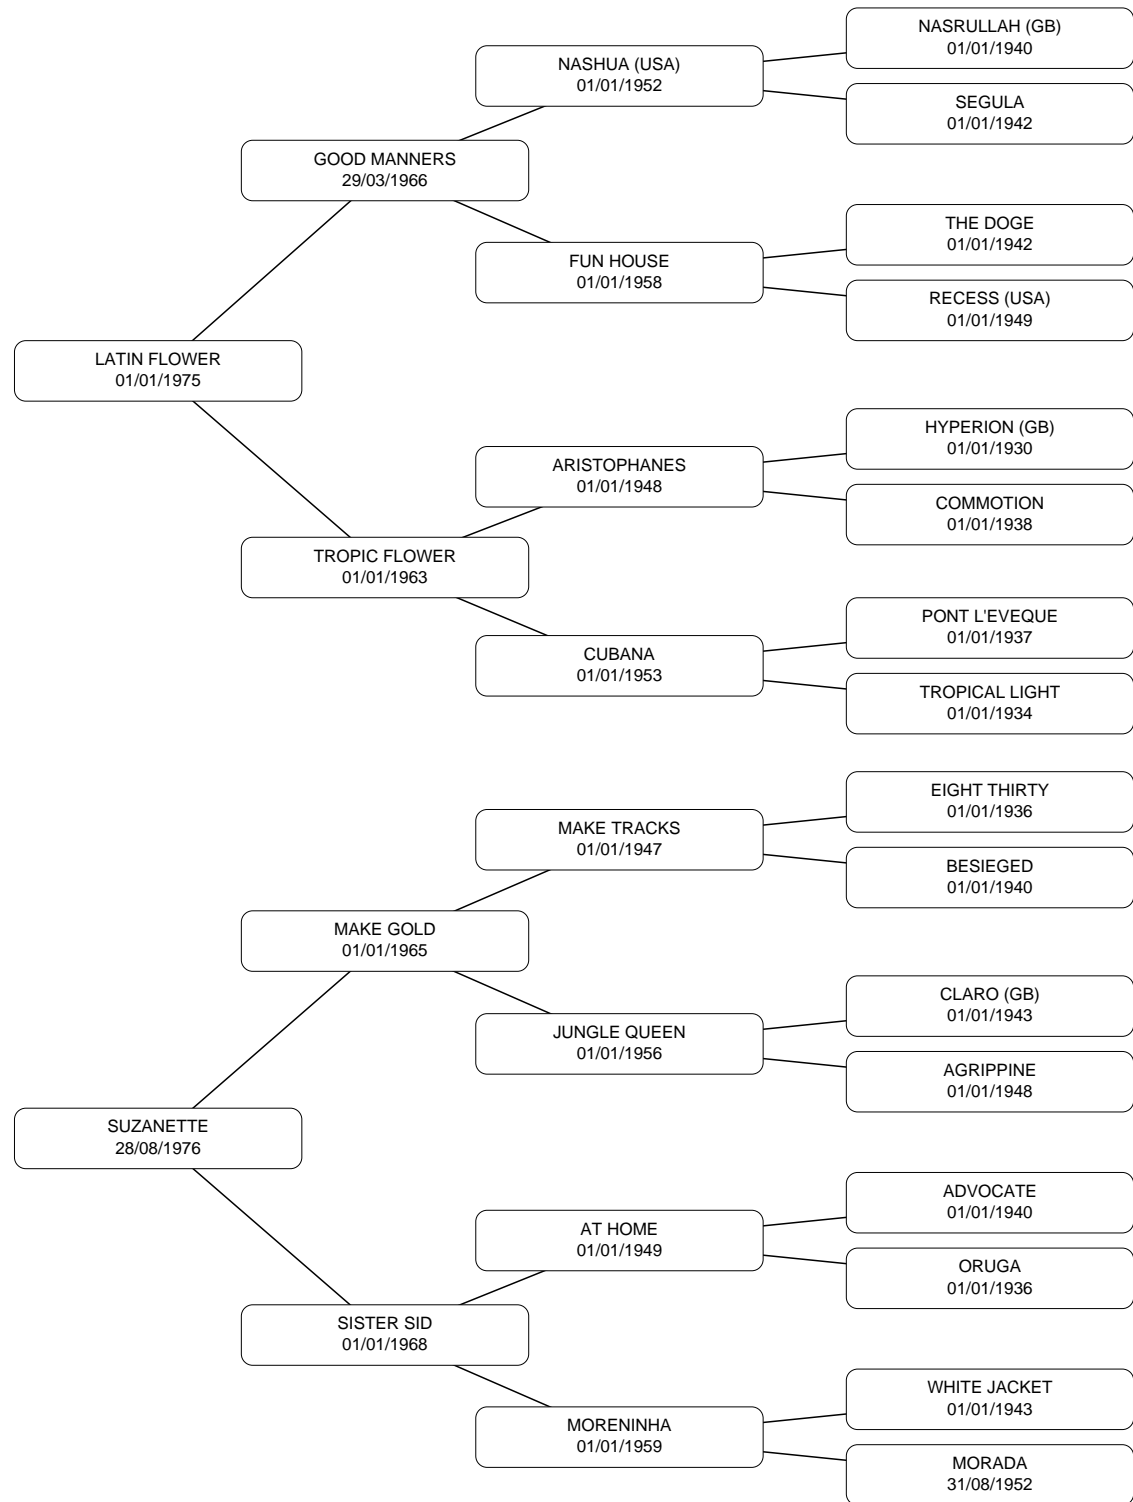 NASRULLAH (GB)
01/01/1940
NASHUA (USA)
01/01/1952
SEGULA
01/01/1942
GOOD MANNERS
29/03/1966
THE DOGE
01/01/1942
FUN HOUSE
01/01/1958
RECESS (USA)
01/01/1949
LATIN FLOWER
01/01/1975
HYPERION (GB)
01/01/1930
ARISTOPHANES
01/01/1948
COMMOTION
01/01/1938
TROPIC FLOWER
01/01/1963
PONT L'EVEQUE
01/01/1937
CUBANA
01/01/1953
TROPICAL LIGHT
01/01/1934
EIGHT THIRTY
01/01/1936
MAKE TRACKS
01/01/1947
BESIEGED
01/01/1940
MAKE GOLD
01/01/1965
CLARO (GB)
01/01/1943
JUNGLE QUEEN
01/01/1956
AGRIPPINE
01/01/1948
SUZANETTE
28/08/1976
ADVOCATE
01/01/1940
AT HOME
01/01/1949
ORUGA
01/01/1936
SISTER SID
01/01/1968
WHITE JACKET
01/01/1943
MORENINHA
01/01/1959
MORADA
31/08/1952